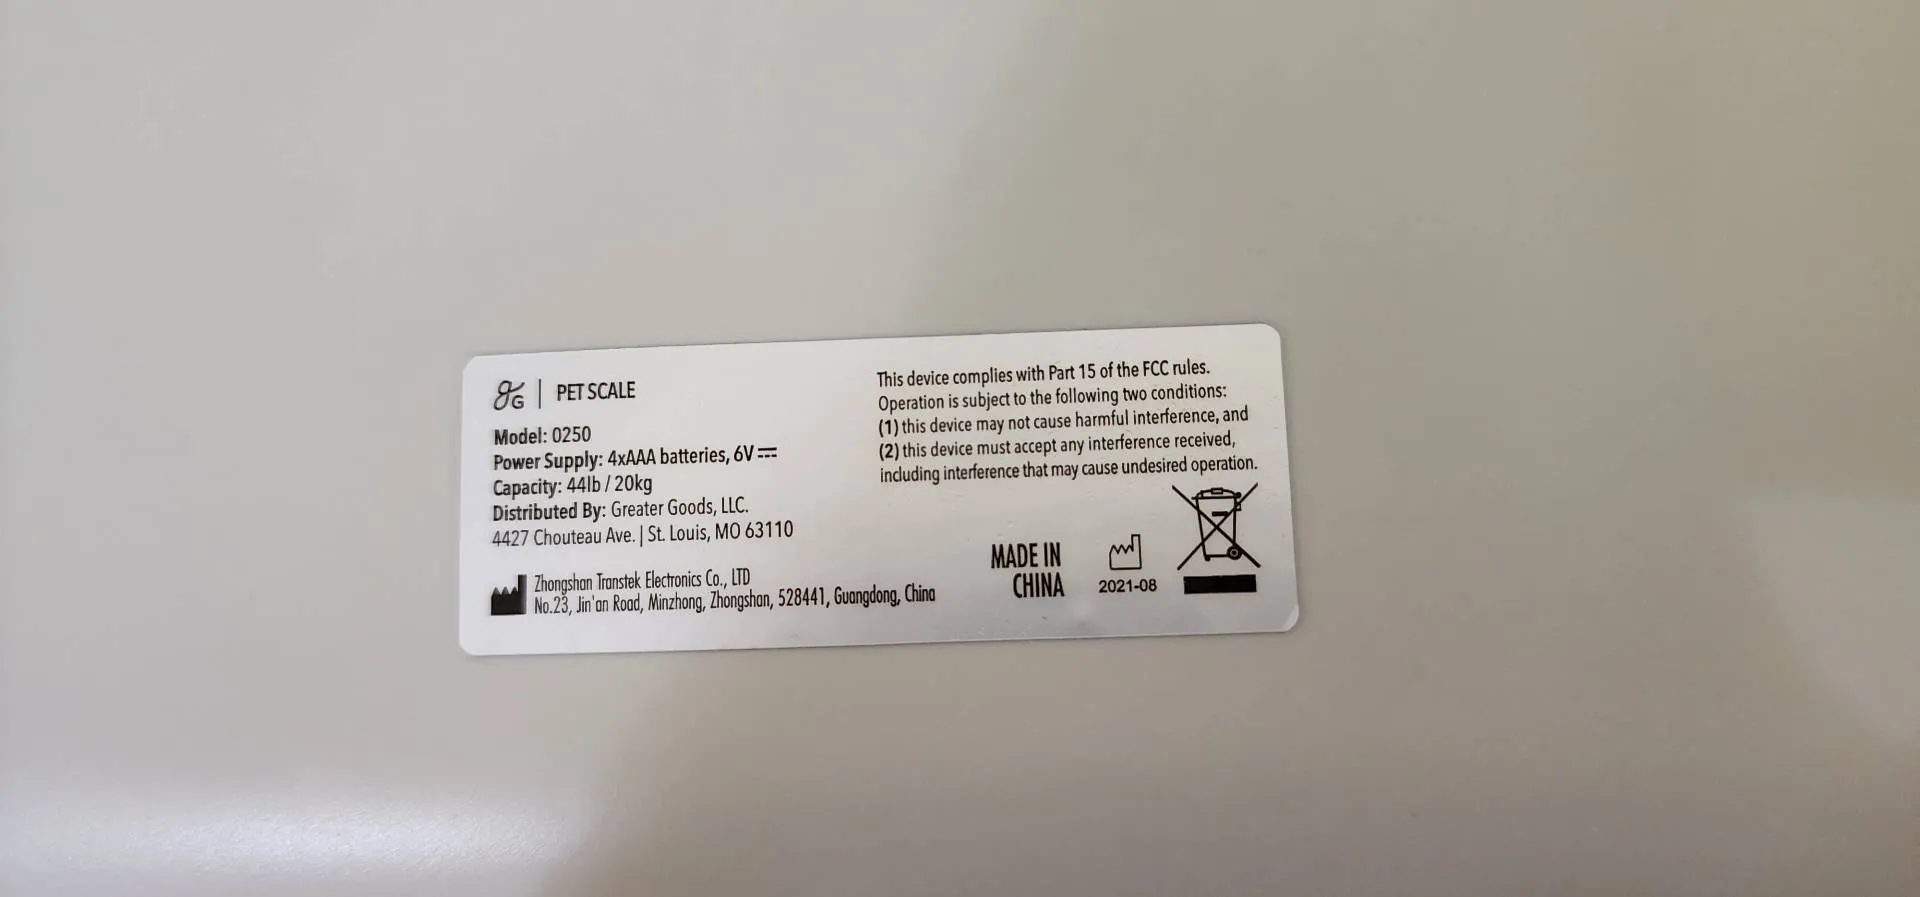 gG | PET SCALE
Model: 0250
Power Supply: 4xAAA batteries, 6V⎓
Capacity: 44lb / 20kg
Distributed By: Greater Goods, LLC.
4427 Chouteau Ave. | St. Louis, MO 63110
Zhongshan Transtek Electronics Co., LTD
No.23, Jin'an Road, Minzhong, Zhongshan, 528441, Guangdong, China
This device complies with Part 15 of the FCC rules.
Operation is subject to the following two conditions:
(1) this device may not cause harmful interference, and
(2) this device must accept any interference received,
including interference that may cause undesired operation.
MADE IN
CHINA
2021-08